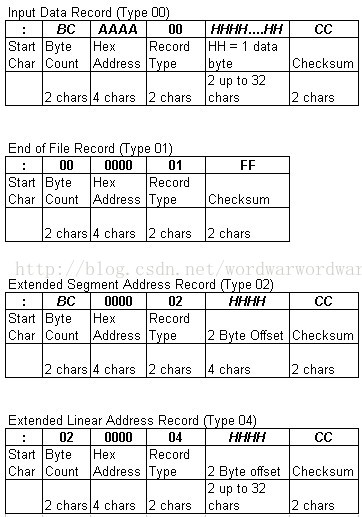 Input Data Record (Type 00)
: BC AAAA 00 HHHH....HH CC
Start Byte Hex Record HH = 1 data
Char Count Address Type byte Checksum
2 up to 32
2 chars 4 chars 2 chars chars 2 chars
End of File Record (Type 01)
: 00 0000 01 FF
Start Byte Hex Record
Char Count Address Type Checksum
2 chars 4 chars 2 chars 2 chars
http://blog.csdn.net/wordwarwordwar
Extended Segment Address Record (Type 02)
: BC 0000 02 HHHH CC
Start Byte Hex Record
Char Count Address Type 2 Byte Offset Checksum
2 chars 4 chars 2 chars 4 chars 2 chars
Extended Linear Address Record (Type 04)
: 02 0000 04 HHHH CC
Start Byte Hex Record
Char Count Address Type 2 Byte offset Checksum
2 up to 32
2 chars 4 chars 2 chars chars 2 chars